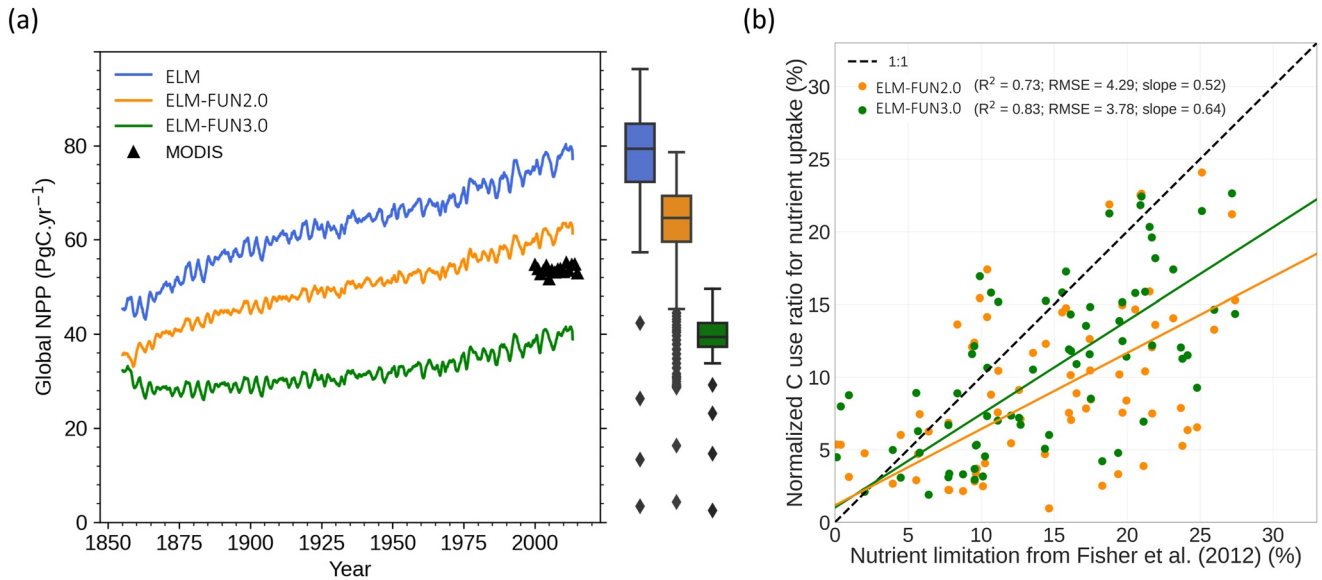 (a)
ELM
ELM-FUN2.0
ELM-FUN3.0
MODIS
80
60
40
20
0
Global NPP (PgC.yr⁻¹)
1850 1875 1900 1925 1950 1975 2000
Year
(b)
1:1
ELM-FUN2.0 (R² = 0.73; RMSE = 4.29; slope = 0.52)
ELM-FUN3.0 (R² = 0.83; RMSE = 3.78; slope = 0.64)
30
25
20
15
10
5
0
Normalized C use ratio for nutrient uptake (%)
0 5 10 15 20 25 30
Nutrient limitation from Fisher et al. (2012) (%)